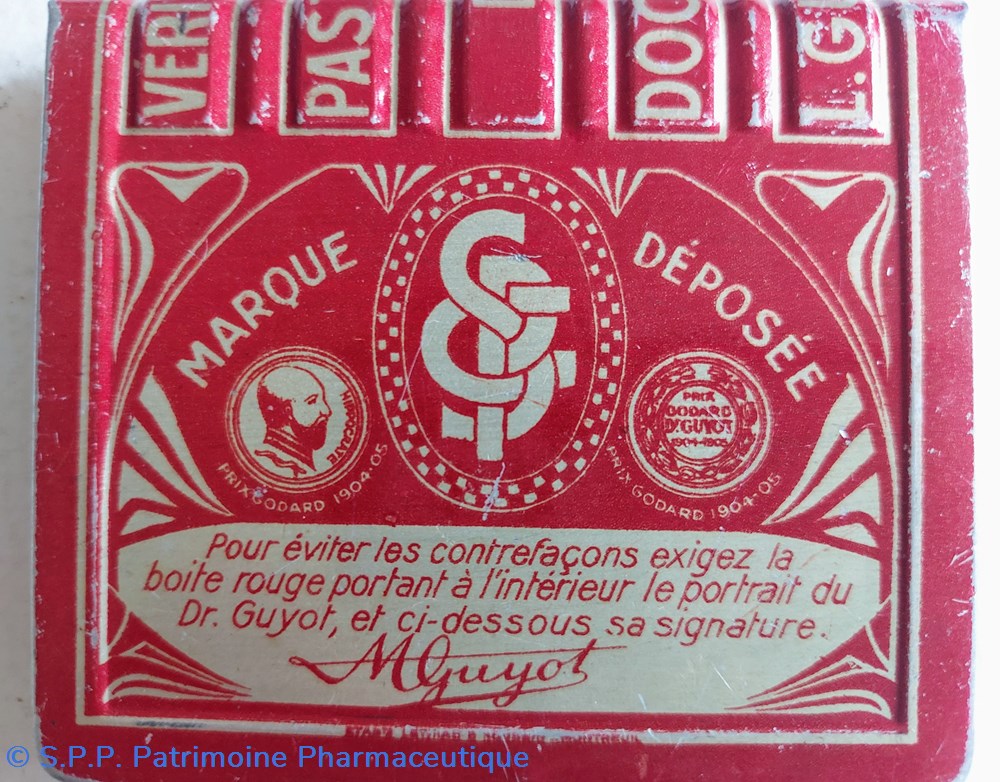 VÉRI
PAS
DOC
L.G
MARQUE DÉPOSÉE
SGP
HIPPOCRATE
PRIX GODARD 1904-05
PRIX
GODARD
Dr GUYOT
1904-1905
PRIX GODARD 1904-05
Pour éviter les contrefaçons exigez la
boite rouge portant à l'intérieur le portrait du
Dr. Guyot, et ci-dessous sa signature.
MGuyot
© S.P.P. Patrimoine Pharmaceutique